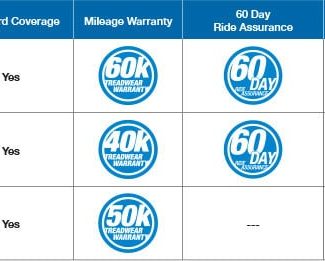 rd Coverage
Mileage Warranty
60 Day
Ride Assurance
Yes
60k
TREADWEAR
WARRANTY
60
DAY
RIDE
ASSURANCE
Yes
40k
TREADWEAR
WARRANTY
60
DAY
RIDE
ASSURANCE
Yes
50k
TREADWEAR
WARRANTY
---